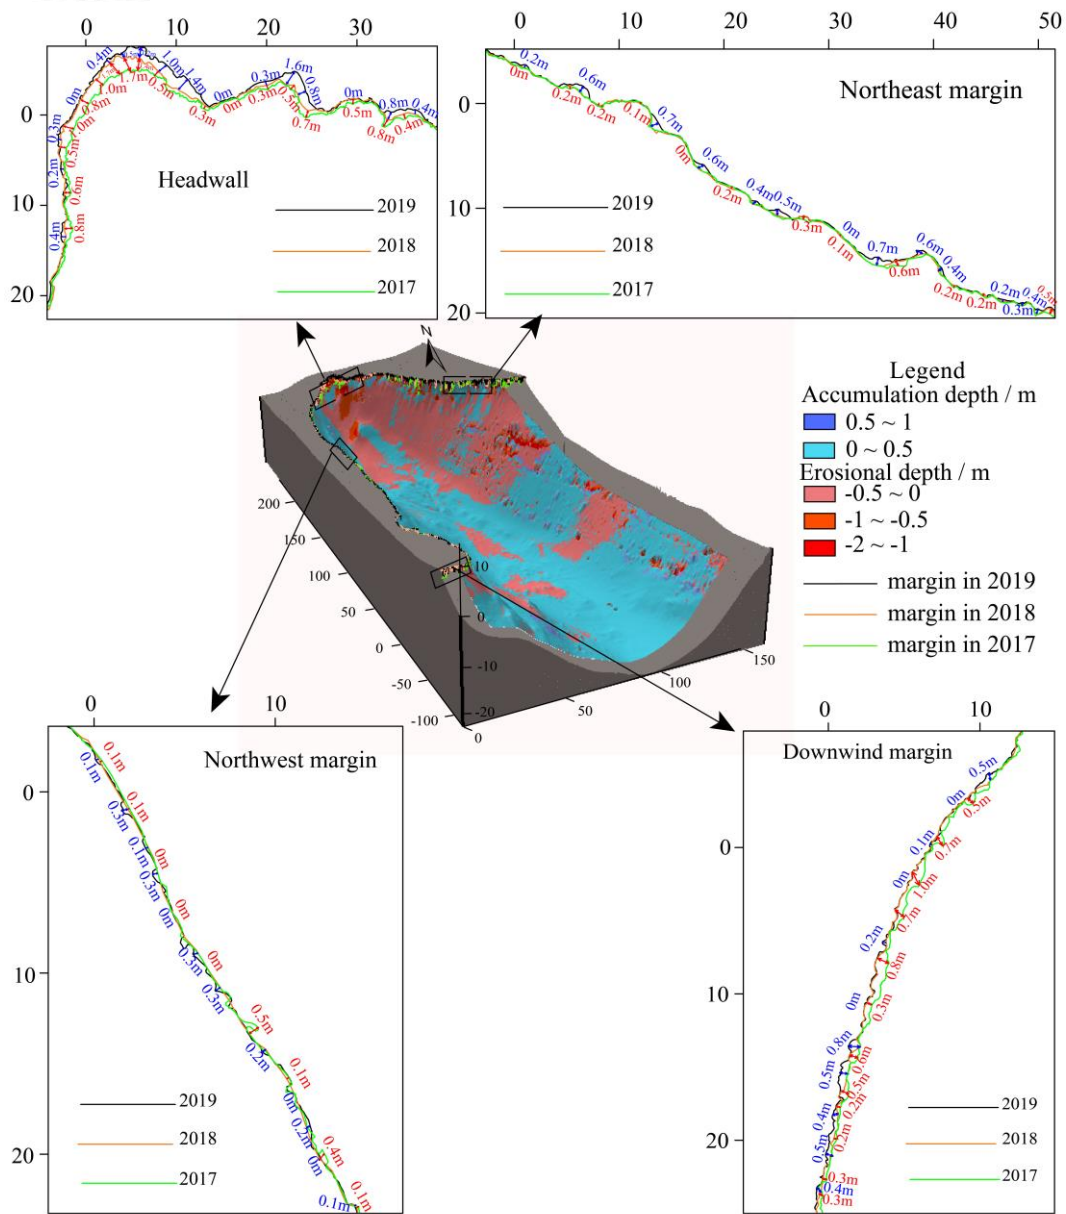 0 10 20 30
0.4m 1.0m 1.4m 0m 0.3m 1.6m 0.8m 0.8m 0.4m
0m 0.8m 1.0m 1.7m 0.5m 0.3m 0m 0.3m 0.5m 0.7m 0.5m 0.8m 0.4m
0
0.3m 0.5m
0.2m 0.6m
0.4m 0.8m
10
20
Headwall
2019
2018
2017
0 10 20 30 40 50
Northeast margin
0.2m 0.6m 0.7m 0.6m 0.4m 0.5m 0m 0.7m 0.6m 0.4m 0.2m 0.4m 0.3m
0m 0.2m 0.2m 0.1m 0m 0.2m 0.3m 0.1m 0.6m 0.2m 0.2m 0.5m
0
10
20
2019
2018
2017
N
200
150
100
50
0
-50
-100
10
0
-10
-20
0
50
100
150
Legend
Accumulation depth / m
0.5 ~ 1
0 ~ 0.5
Erosional depth / m
-0.5 ~ 0
-1 ~ -0.5
-2 ~ -1
margin in 2019
margin in 2018
margin in 2017
0 10
Northwest margin
0.1m 0.3m 0.1m 0.3m 0m 0.3m 0.3m 0.2m 0m 0.2m 0m 0.1m
0.1m 0.1m 0m 0m 0m 0.5m 0.1m 0.4m 0.1m
0
10
20
2019
2018
2017
0 10
Downwind margin
0.5m 0m 0.1m 0m 0.2m 0m 0.8m 0.5m 0.4m 0.5m 0.4m
0.5m 0.7m 1.0m 0.7m 0.8m 0.3m 0.6m 0.5m 0.2m 0.2m 0.3m 0.3m
0
10
20
2019
2018
2017